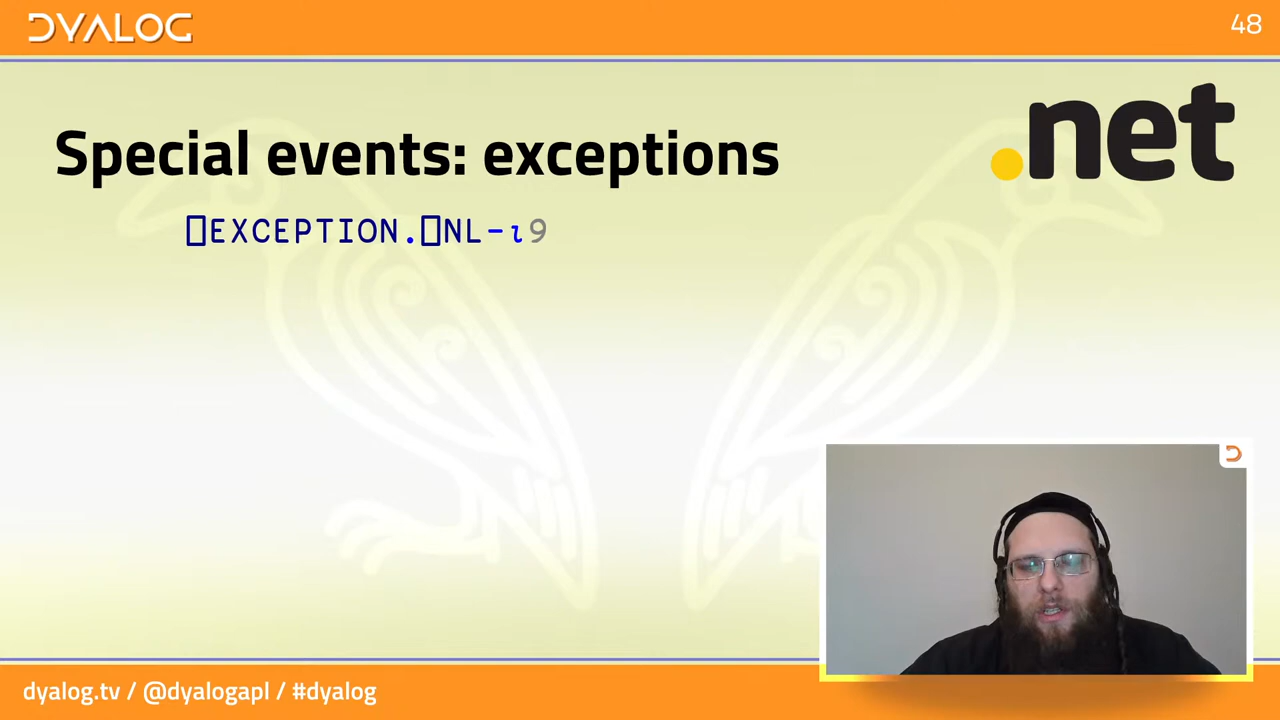 DYALOG
48
.net
Special events: exceptions
⎕EXCEPTION.⎕NL-⍳9
dyalog.tv / @dyalogapl / #dyalog